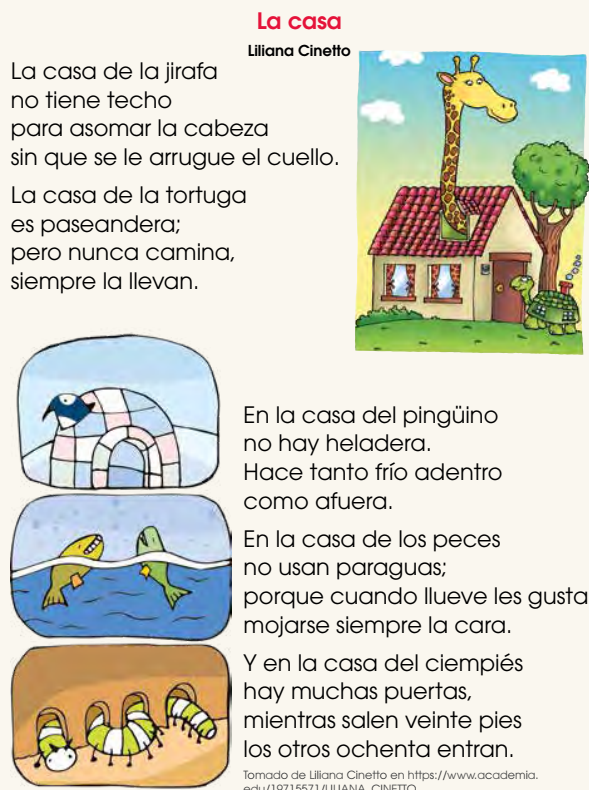 La casa
Liliana Cinetto
La casa de la jirafa
no tiene techo
para asomar la cabeza
sin que se le arrugue el cuello.
La casa de la tortuga
es paseandera;
pero nunca camina,
siempre la llevan.
En la casa del pingüino
no hay heladera.
Hace tanto frío adentro
como afuera.
En la casa de los peces
no usan paraguas;
porque cuando llueve les gusta
mojarse siempre la cara.
Y en la casa del ciempiés
hay muchas puertas,
mientras salen veinte pies
los otros ochenta entran.
Tomado de Liliana Cinetto en https://www.academia.
edu/19715571/LILIANA_CINETTO